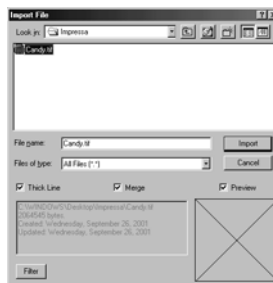 Import File
Look in: Impressa
Candy.tif
File name: Candy.tif Import
Files of type: All Files (*.*) Cancel
Thick Line Merge Preview
C:\WINDOWS\Desktop\Impressa\Candy.tif
2064545 bytes
Created: Wednesday, September 26, 2001
Updated: Wednesday, September 26, 2001
Filter